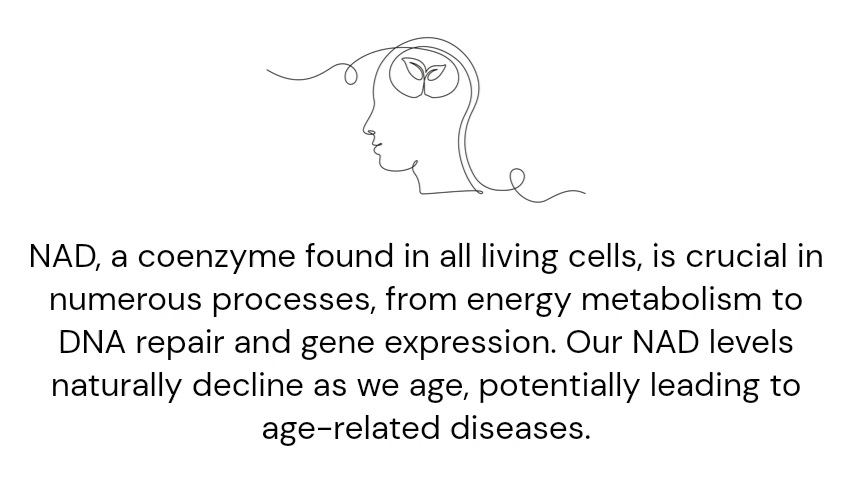 NAD, a coenzyme found in all living cells, is crucial in
numerous processes, from energy metabolism to
DNA repair and gene expression. Our NAD levels
naturally decline as we age, potentially leading to
age-related diseases.